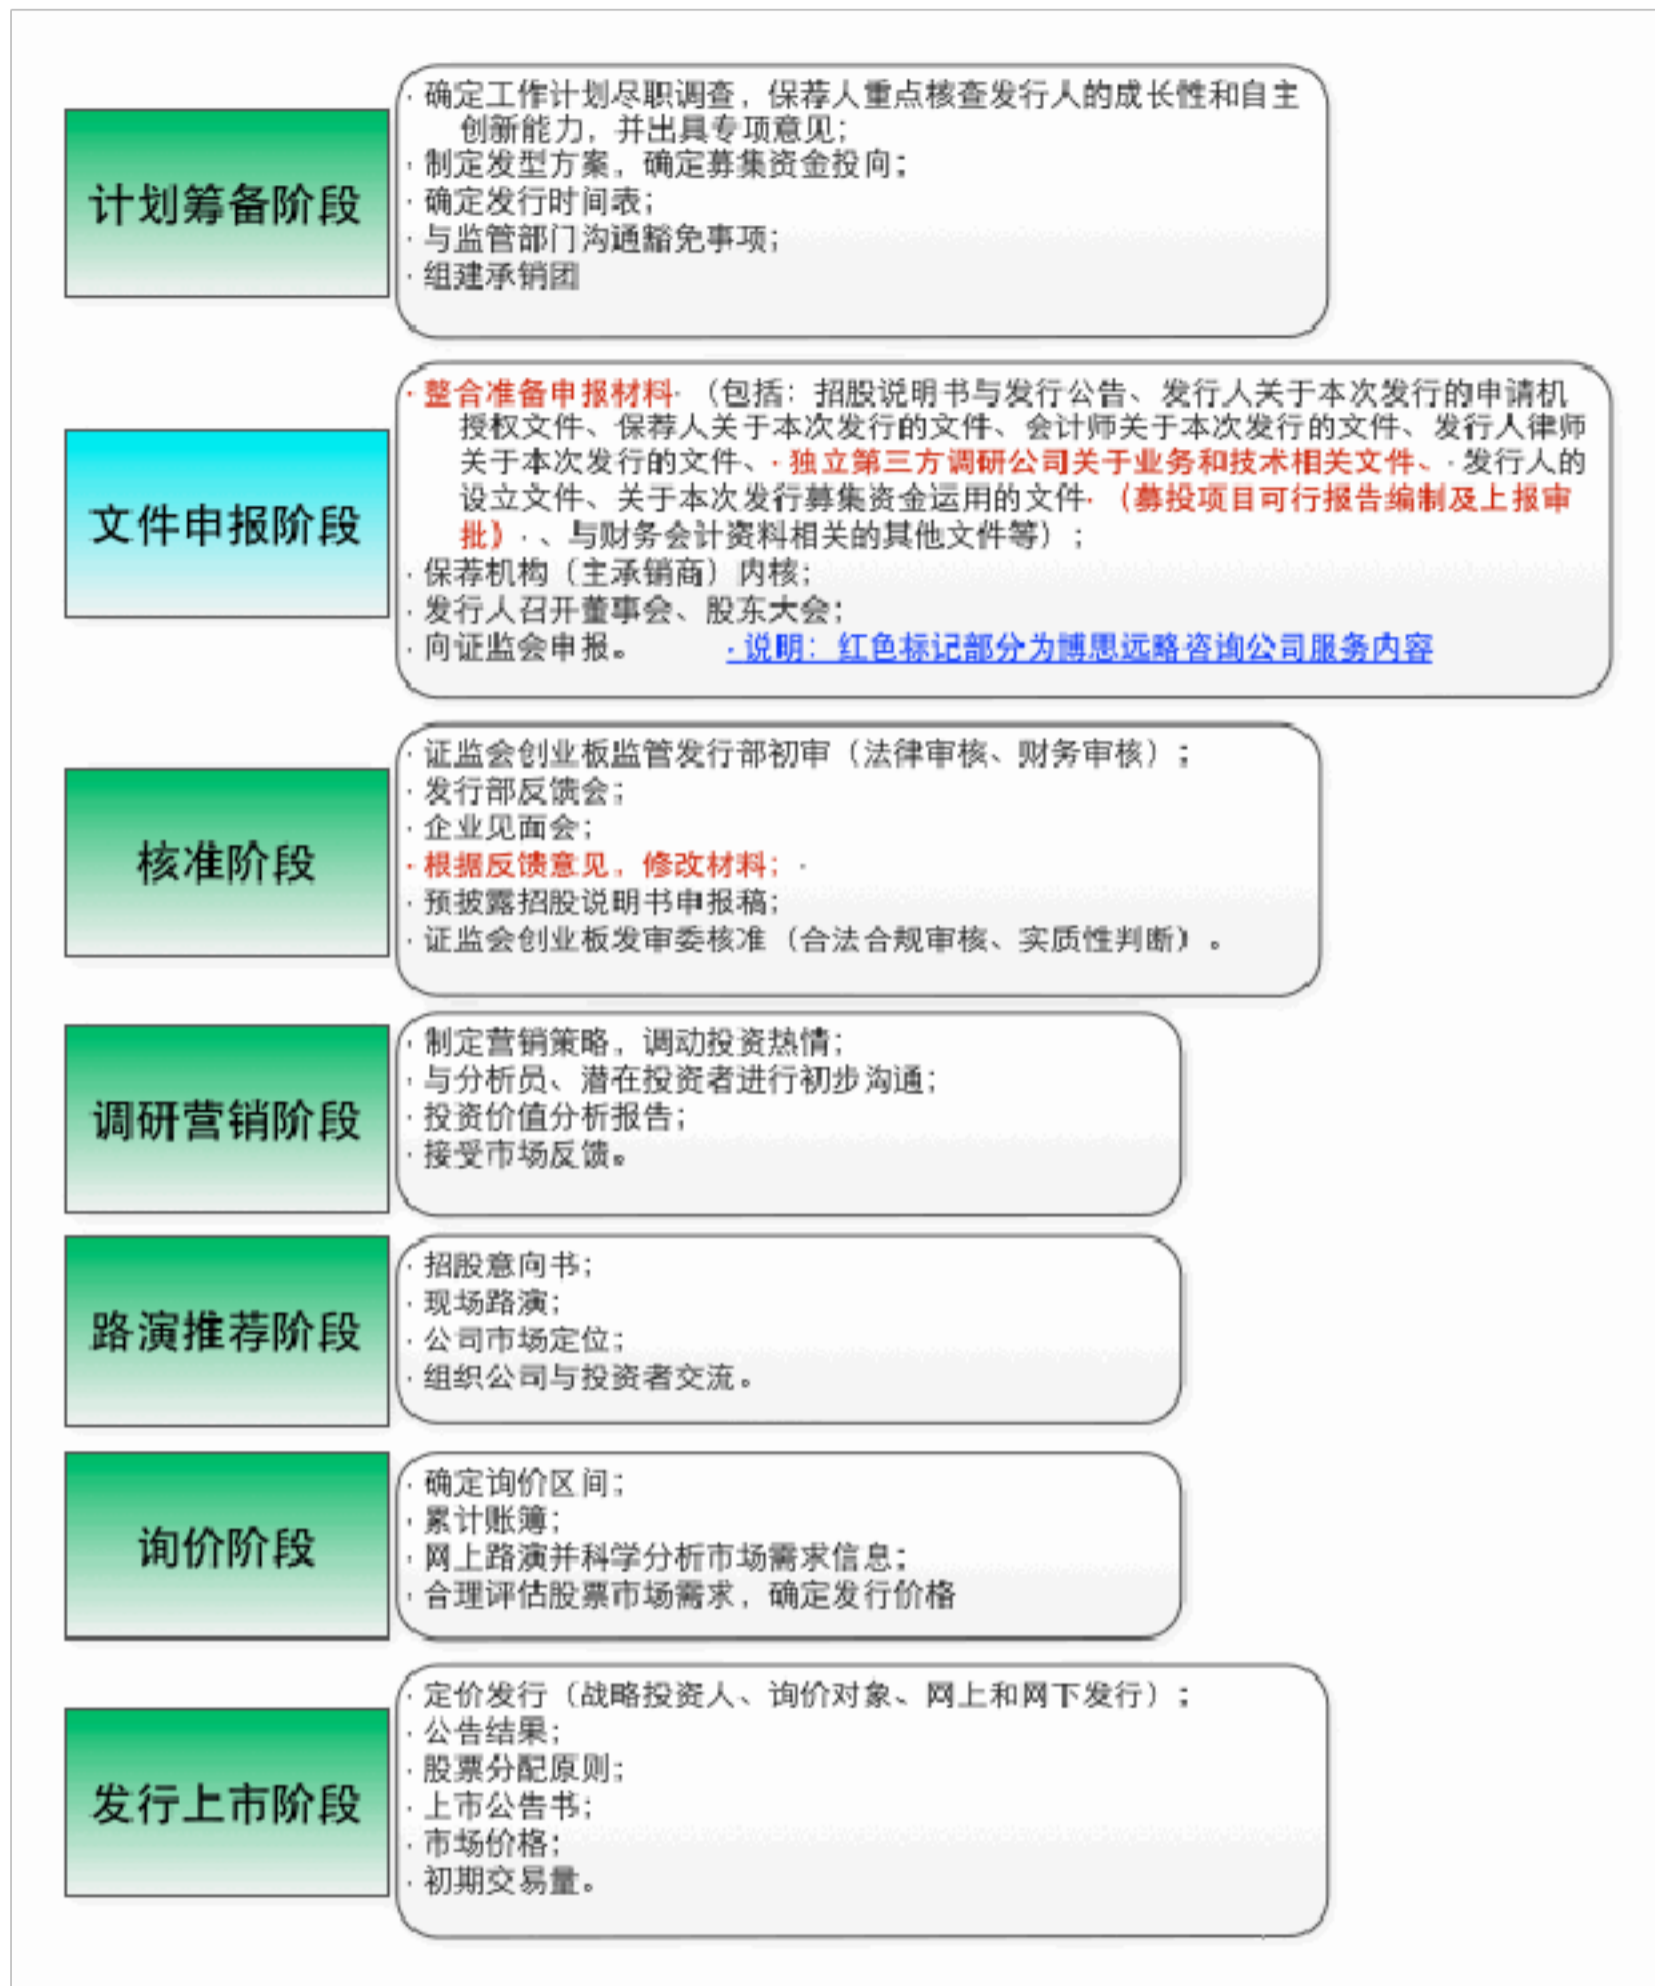 计划筹备阶段
· 确定工作计划尽职调查，保荐人重点核查发行人的成长性和自主
创新能力，并出具专项意见；
· 制定发型方案，确定募集资金投向；
· 确定发行时间表；
· 与监管部门沟通豁免事项；
· 组建承销团
文件申报阶段
· 整合准备申报材料· （包括：招股说明书与发行公告、发行人关于本次发行的申请机
授权文件、保荐人关于本次发行的文件、会计师关于本次发行的文件、发行人律师
关于本次发行的文件、· 独立第三方调研公司关于业务和技术相关文件、· 发行人的
设立文件、关于本次发行募集资金运用的文件· （募投项目可行报告编制及上报审
批）· 、与财务会计资料相关的其他文件等）；
· 保荐机构（主承销商）内核；
· 发行人召开董事会、股东大会；
· 向证监会申报。 · 说明：红色标记部分为博思远略咨询公司服务内容
核准阶段
· 证监会创业板监管发行部初审（法律审核、财务审核）；
· 发行部反馈会；
· 企业见面会；
· 根据反馈意见，修改材料； ·
· 预披露招股说明书申报稿；
· 证监会创业板发审委核准（合法合规审核、实质性判断）。
调研营销阶段
· 制定营销策略，调动投资热情；
· 与分析员、潜在投资者进行初步沟通；
· 投资价值分析报告；
· 接受市场反馈。
路演推荐阶段
· 招股意向书；
· 现场路演；
· 公司市场定位；
· 组织公司与投资者交流。
询价阶段
· 确定询价区间；
· 累计账簿；
· 网上路演并科学分析市场需求信息；
· 合理评估股票市场需求，确定发行价格
发行上市阶段
· 定价发行（战略投资人、询价对象、网上和网下发行）；
· 公告结果；
· 股票分配原则；
· 上市公告书；
· 市场价格；
· 初期交易量。